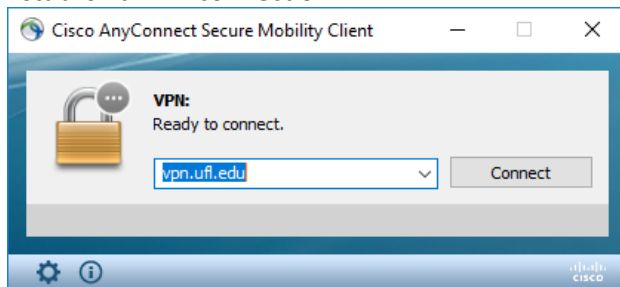 Cisco AnyConnect Secure Mobility Client
VPN:
Ready to connect.
vpn.ufl.edu
Connect
cisco